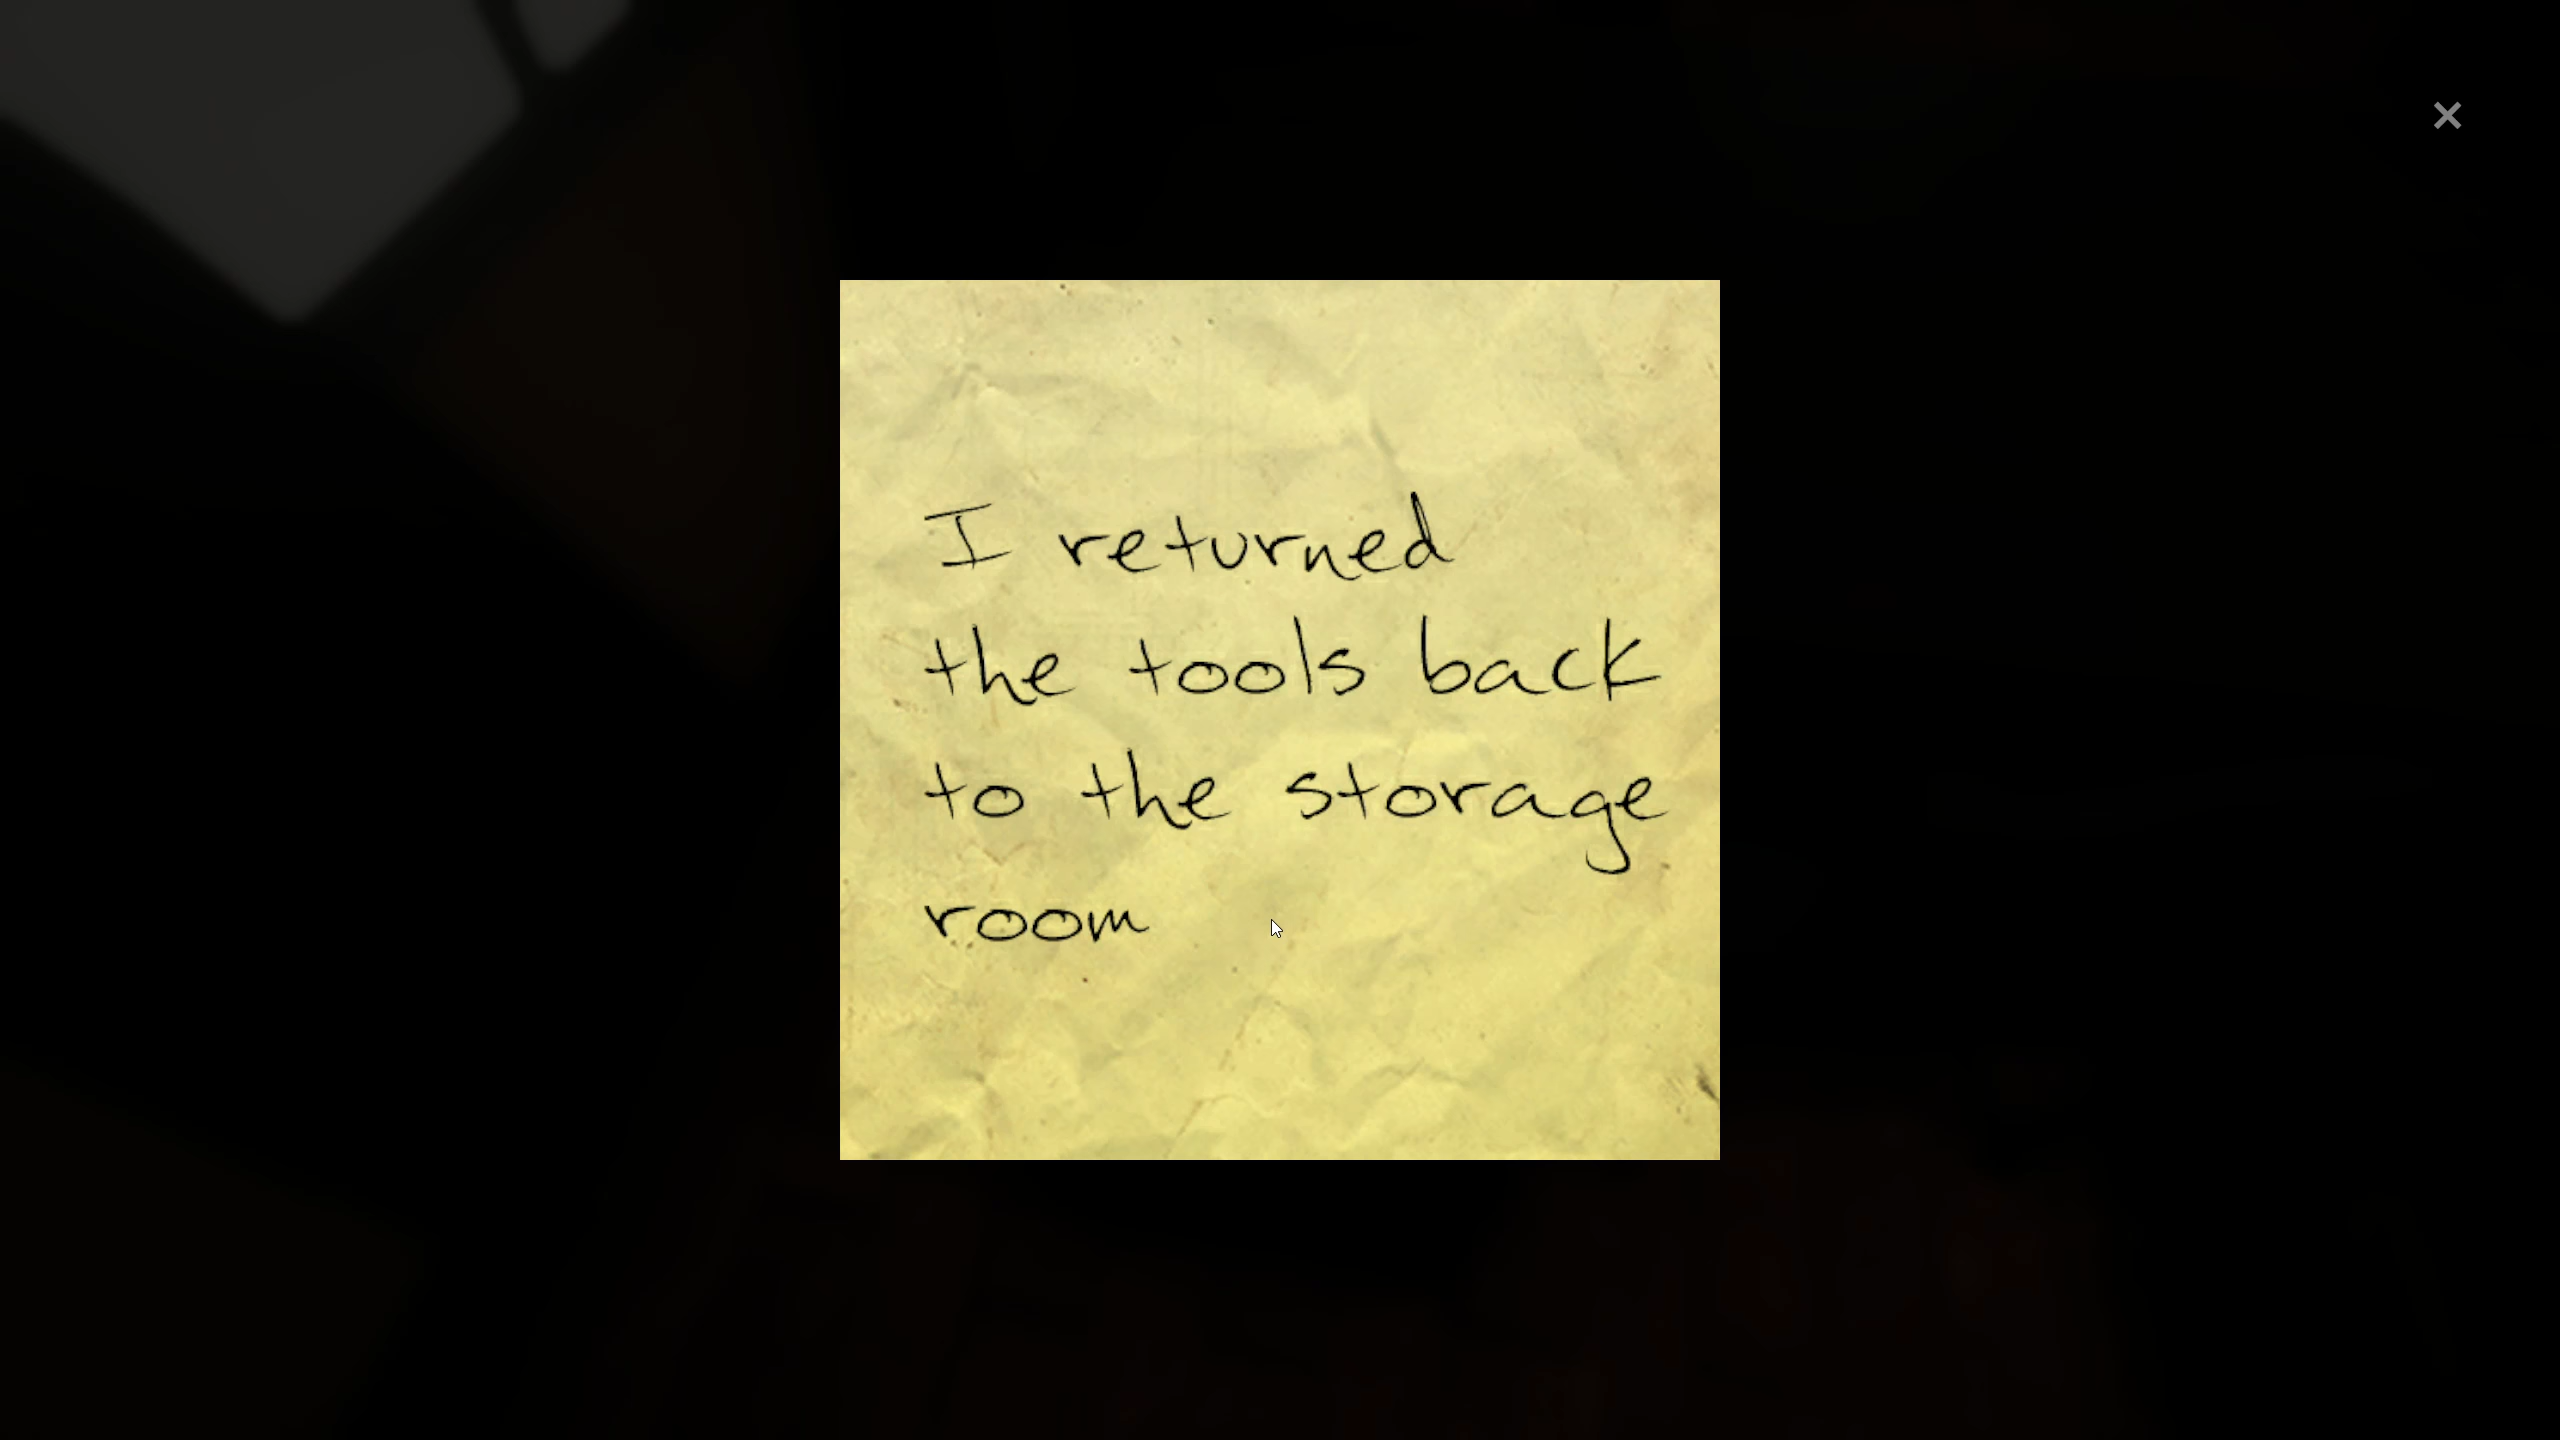 I returned
the tools back
to the storage
room